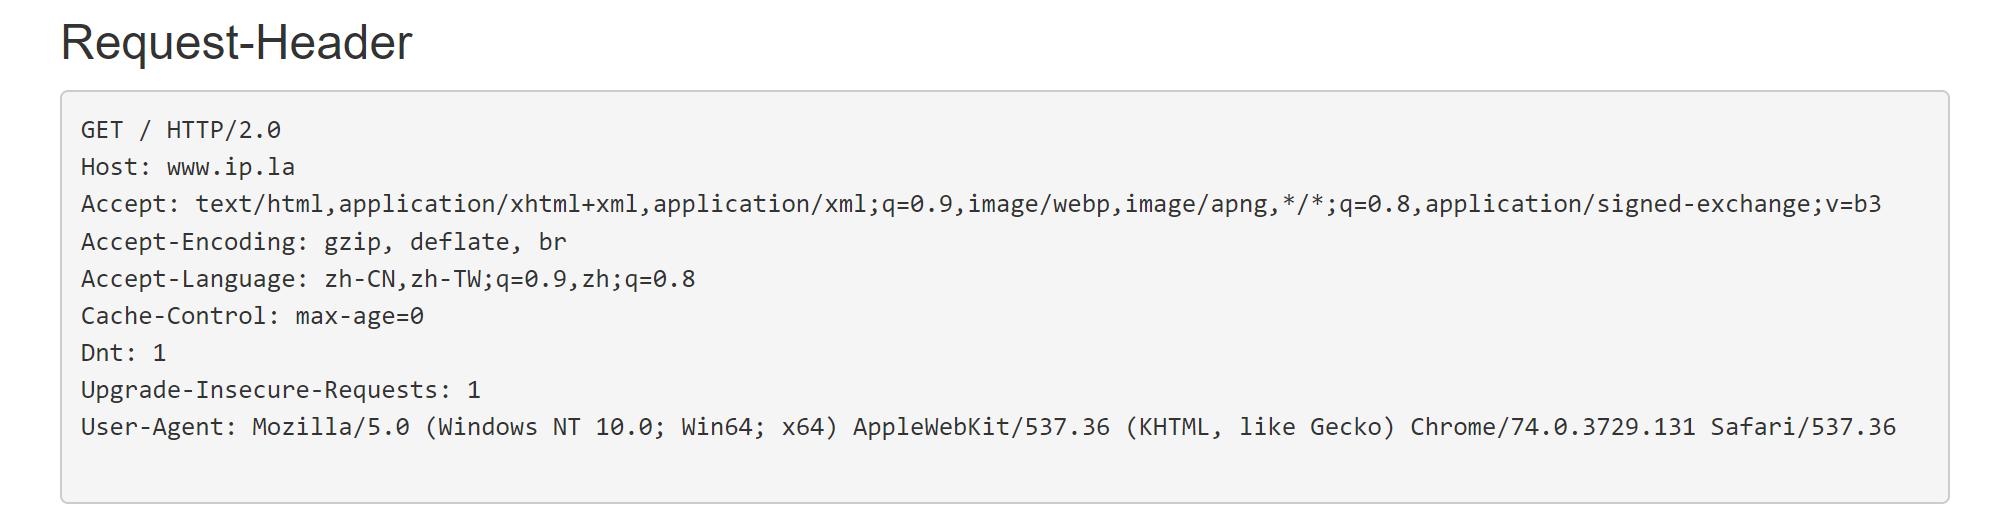 Request-Header
GET / HTTP/2.0
Host: www.ip.la
Accept: text/html,application/xhtml+xml,application/xml;q=0.9,image/webp,image/apng,*/*;q=0.8,application/signed-exchange;v=b3
Accept-Encoding: gzip, deflate, br
Accept-Language: zh-CN,zh-TW;q=0.9,zh;q=0.8
Cache-Control: max-age=0
Dnt: 1
Upgrade-Insecure-Requests: 1
User-Agent: Mozilla/5.0 (Windows NT 10.0; Win64; x64) AppleWebKit/537.36 (KHTML, like Gecko) Chrome/74.0.3729.131 Safari/537.36